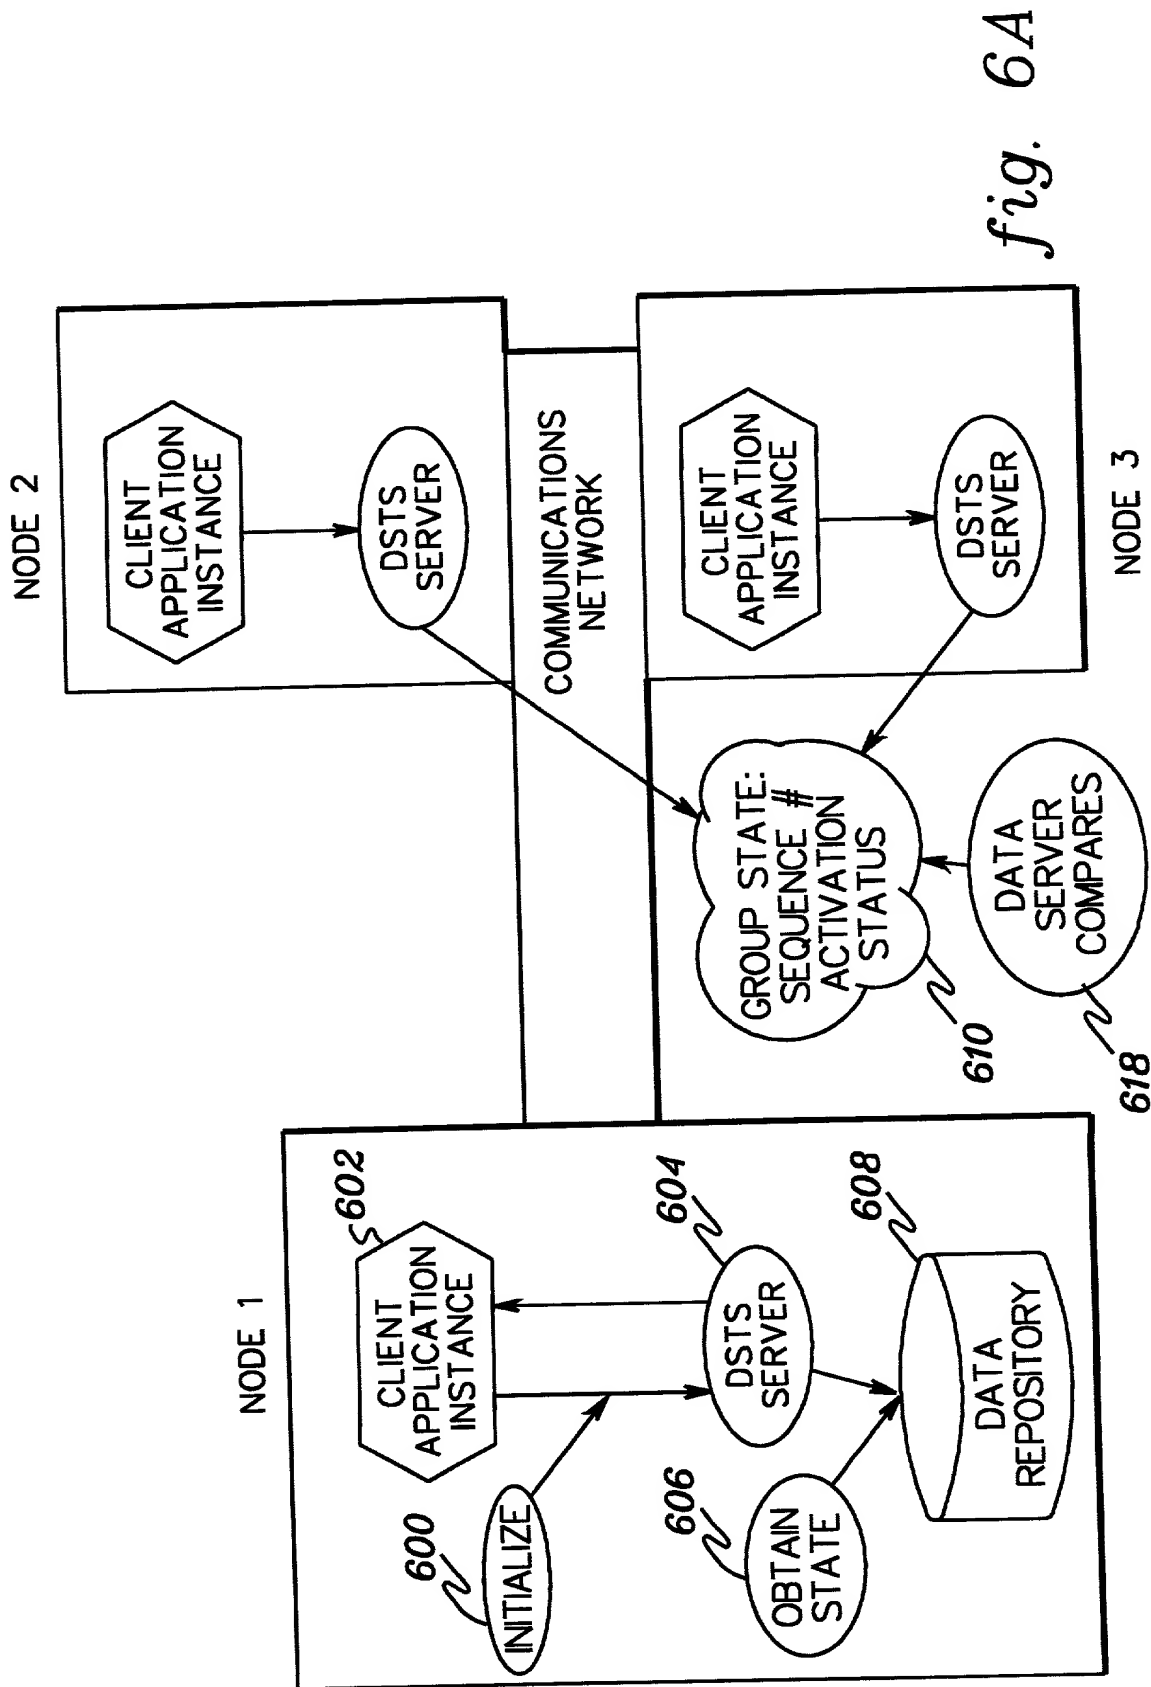 NODE 1
600
INITIALIZE
CLIENT
APPLICATION
INSTANCE
602
606
OBTAIN
STATE
DSTS
SERVER
604
DATA
REPOSITORY
608
NODE 2
CLIENT
APPLICATION
INSTANCE
DSTS
SERVER
COMMUNICATIONS
NETWORK
GROUP STATE:
SEQUENCE #
ACTIVATION
STATUS
610
DATA
SERVER
COMPARES
618
CLIENT
APPLICATION
INSTANCE
DSTS
SERVER
NODE 3
fig. 6A